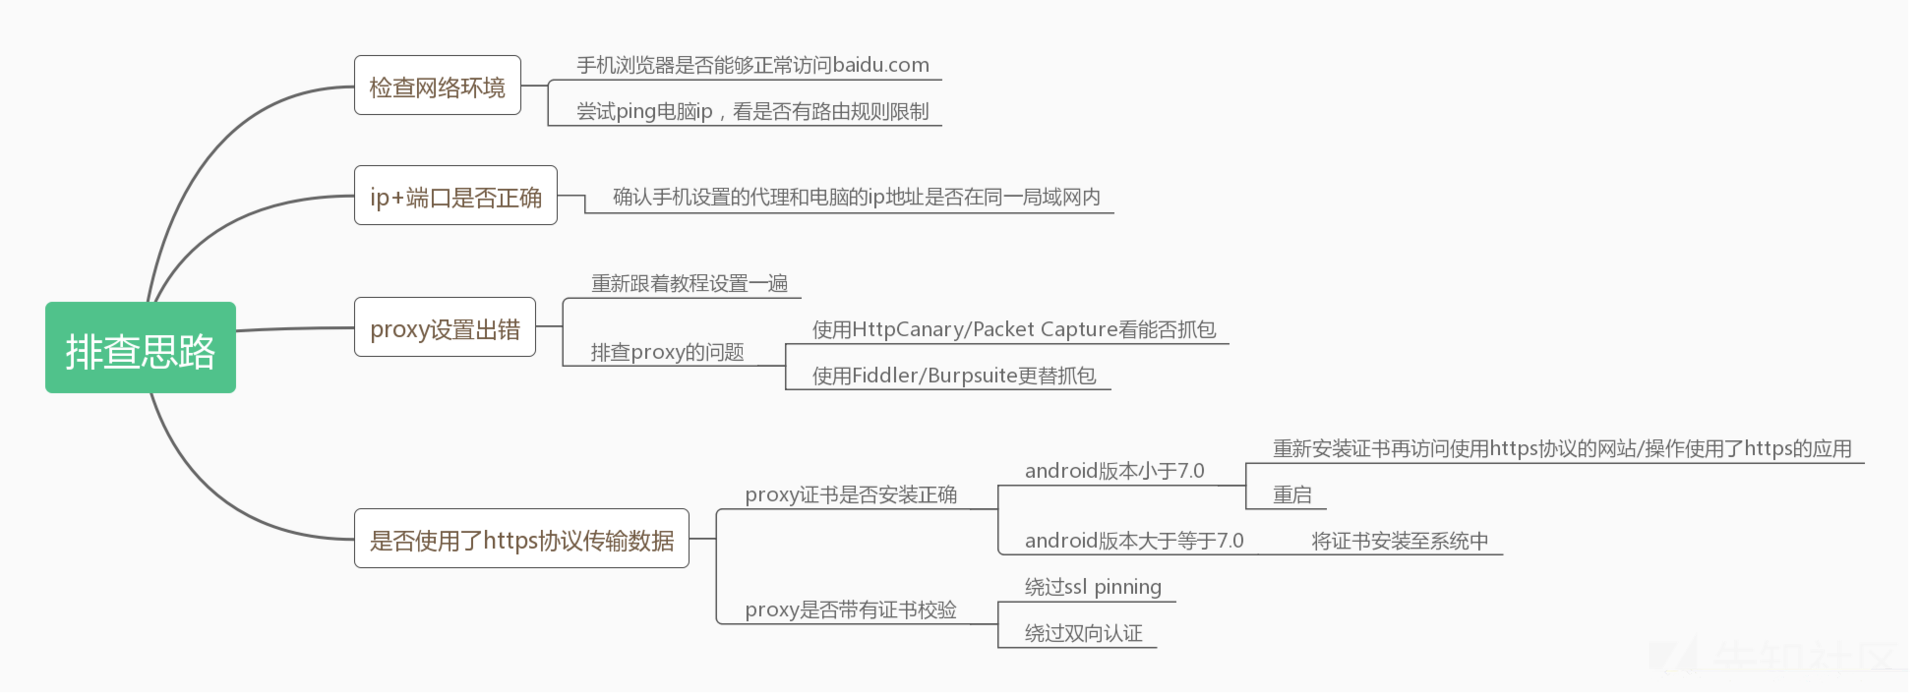 排查思路
检查网络环境
手机浏览器是否能够正常访问baidu.com
尝试ping电脑ip，看是否有路由规则限制
ip+端口是否正确
确认手机设置的代理和电脑的ip地址是否在同一局域网内
proxy设置出错
重新跟着教程设置一遍
排查proxy的问题
使用HttpCanary/Packet Capture看能否抓包
使用Fiddler/Burpsuite更替抓包
是否使用了https协议传输数据
proxy证书是否安装正确
android版本小于7.0
重新安装证书再访问使用https协议的网站/操作使用了https的应用
重启
android版本大于等于7.0
将证书安装至系统中
proxy是否带有证书校验
绕过ssl pinning
绕过双向认证
先知社区